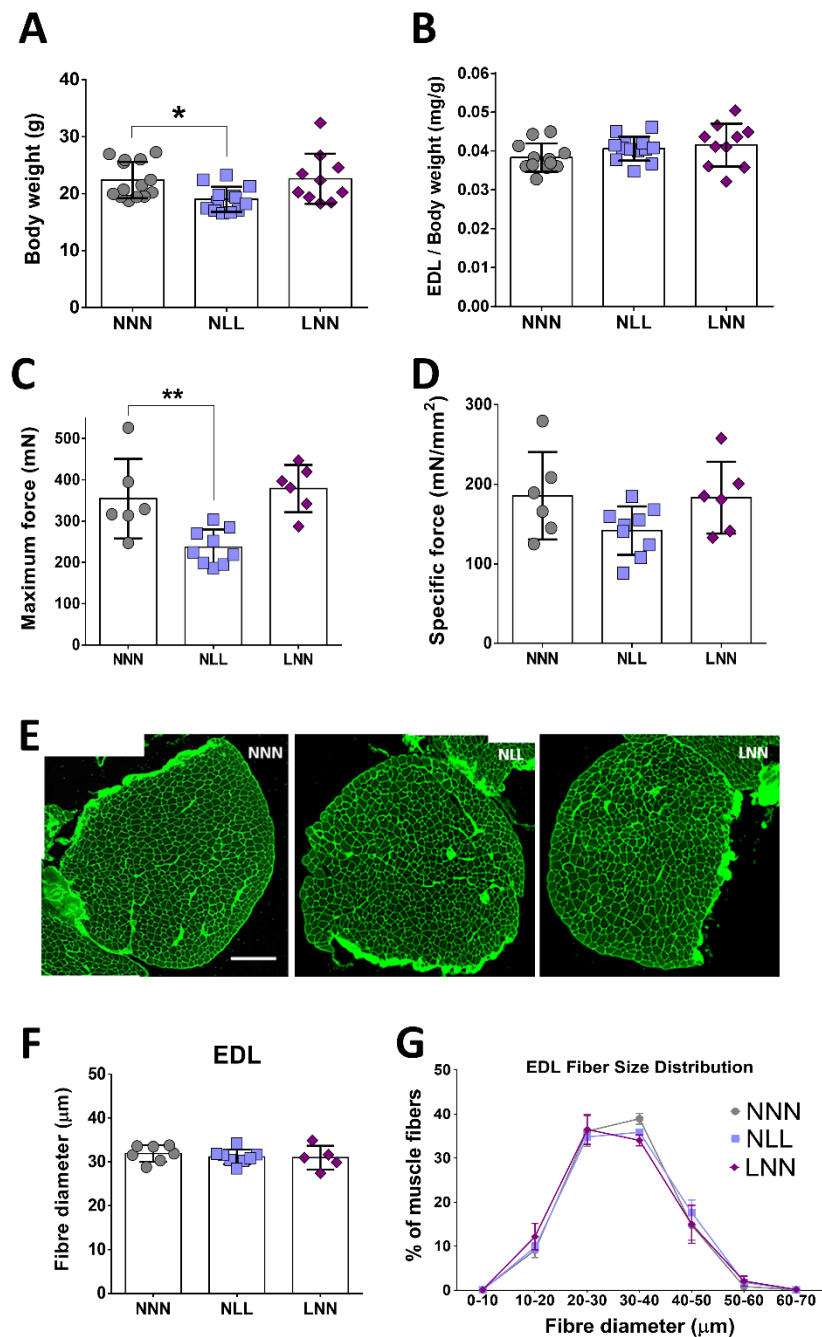 A
Body weight (g)
40
30
20
10
0
*
NNN NLL LNN
B
EDL / Body weight (mg/g)
0.06
0.05
0.04
0.03
0.02
0.01
0.00
NNN NLL LNN
C
Maximum force (mN)
500
400
300
200
100
0
**
NNN NLL LNN
D
Specific force (mN/mm²)
300
200
100
0
NNN NLL LNN
E
NNN
NLL
LNN
F
EDL
Fibre diameter (μm)
50
40
30
20
10
0
NNN NLL LNN
G
EDL Fiber Size Distribution
% of muscle fibers
50
40
30
20
10
0
NNN
NLL
LNN
0-10 10-20 20-30 30-40 40-50 50-60 60-70
Fibre diameter (μm)